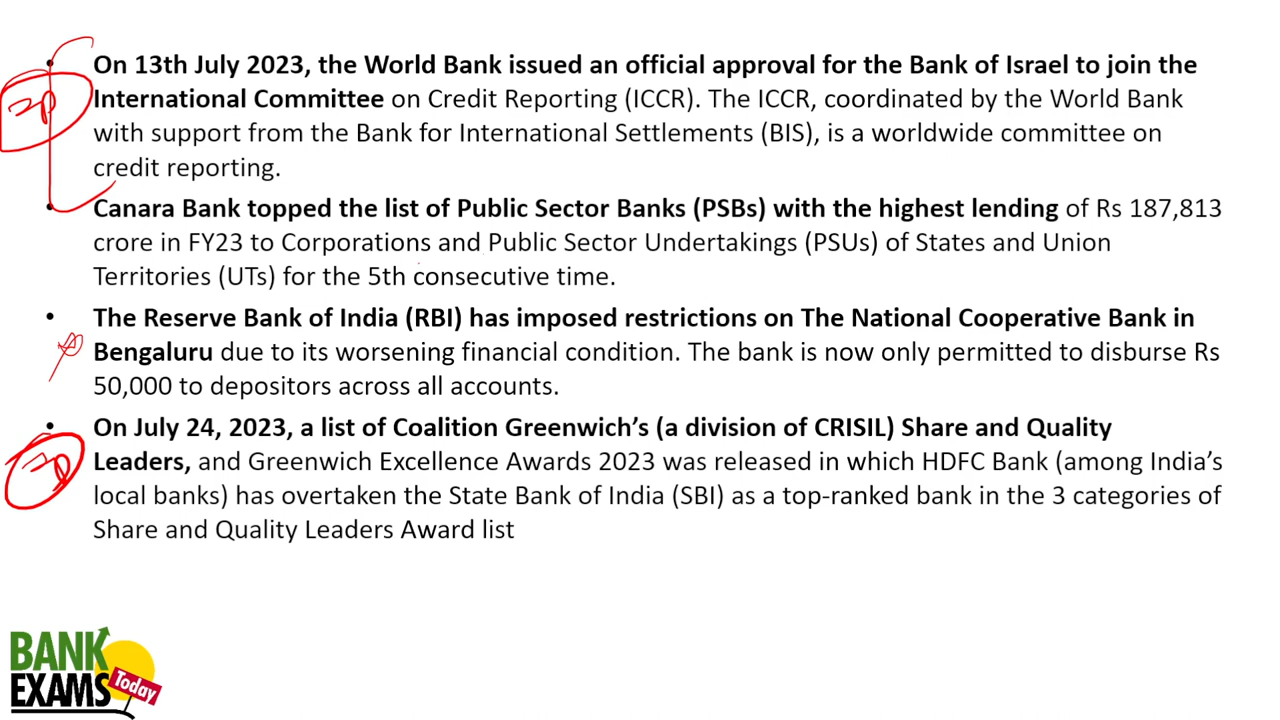 • On 13th July 2023, the World Bank issued an official approval for the Bank of Israel to join the
International Committee on Credit Reporting (ICCR). The ICCR, coordinated by the World Bank
with support from the Bank for International Settlements (BIS), is a worldwide committee on
credit reporting.
• Canara Bank topped the list of Public Sector Banks (PSBs) with the highest lending of Rs 187,813
crore in FY23 to Corporations and Public Sector Undertakings (PSUs) of States and Union
Territories (UTs) for the 5th consecutive time.
• The Reserve Bank of India (RBI) has imposed restrictions on The National Cooperative Bank in
Bengaluru due to its worsening financial condition. The bank is now only permitted to disburse Rs
50,000 to depositors across all accounts.
• On July 24, 2023, a list of Coalition Greenwich’s (a division of CRISIL) Share and Quality
Leaders, and Greenwich Excellence Awards 2023 was released in which HDFC Bank (among India’s
local banks) has overtaken the State Bank of India (SBI) as a top-ranked bank in the 3 categories of
Share and Quality Leaders Award list
BANK
EXAMS
Today